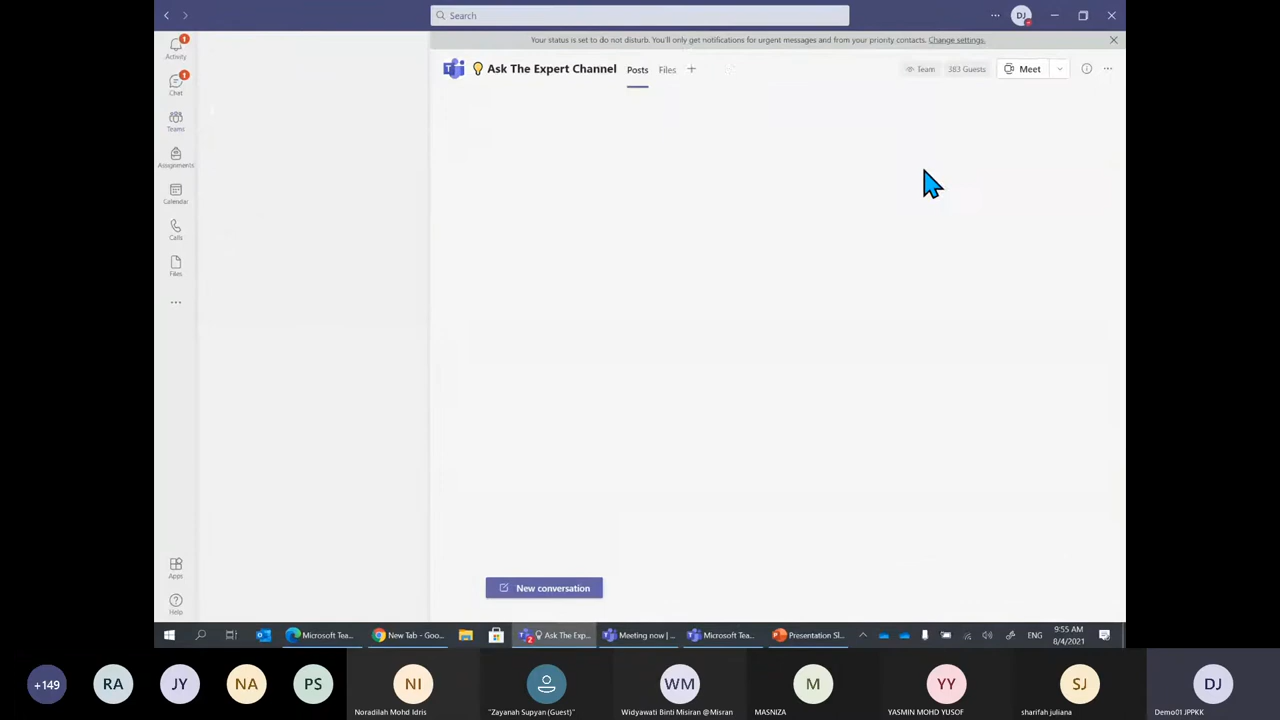 Search
DJ
Your status is set to do not disturb. You'll only get notifications for urgent messages and from your priority contacts. Change settings.
1
Activity
1
Chat
Teams
Assignments
Calendar
Calls
Files
Apps
Help
Ask The Expert Channel
Posts
Files
Team
383 Guests
Meet
New conversation
Microsoft Tea...
New Tab - Goo...
2
Ask The Exp...
Meeting now | ...
Microsoft Tea...
Presentation Sl...
ENG
9:55 AM
8/4/2021
+149
RA
JY
NA
PS
NI
WM
M
YY
SJ
DJ
Noradilah Mohd Idris
"Zayanah Supyan (Guest)"
Widyawati Binti Misiran @Misran
MASNIZA
YASMIN MOHD YUSOF
sharifah juliana
Demo01 JPPKK